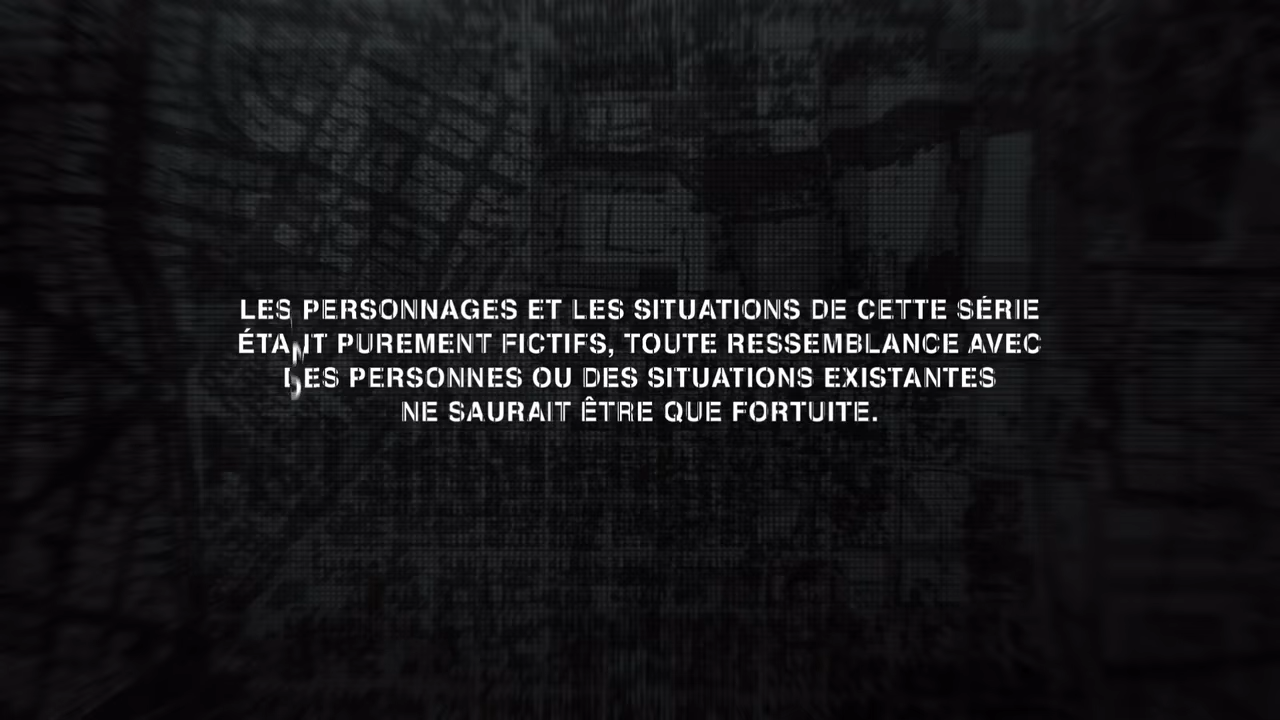 LES PERSONNAGES ET LES SITUATIONS DE CETTE SÉRIE
ÉTANT PUREMENT FICTIFS, TOUTE RESSEMBLANCE AVEC
DES PERSONNES OU DES SITUATIONS EXISTANTES
NE SAURAIT ÊTRE QUE FORTUITE.